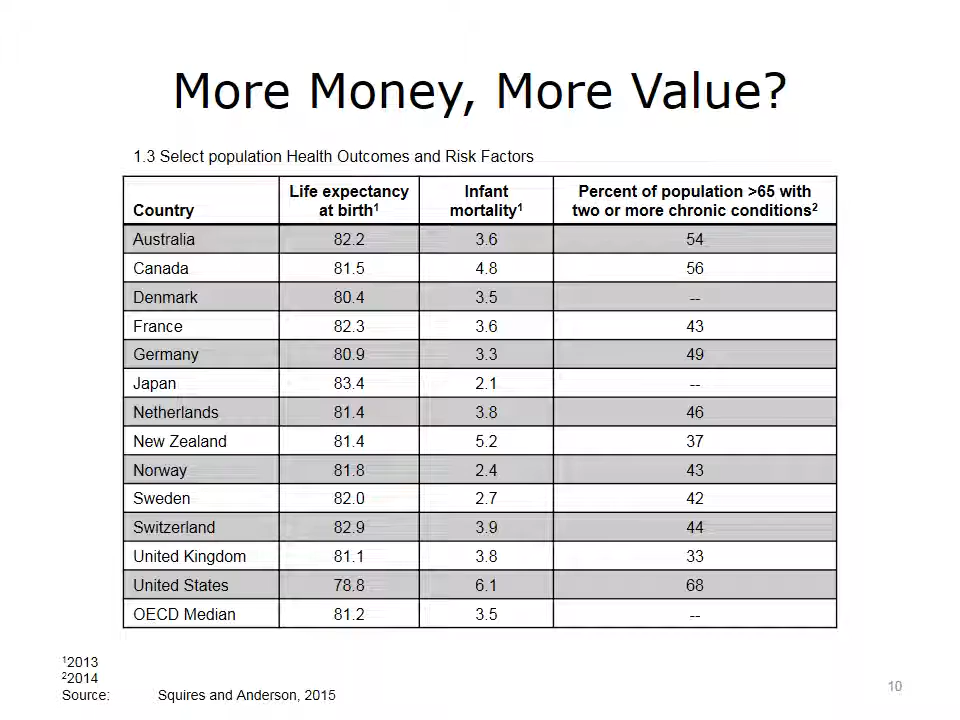 More Money, More Value?
1.3 Select population Health Outcomes and Risk Factors
Country Life expectancy at birth¹ Infant mortality¹ Percent of population >65 with two or more chronic conditions²
Australia 82.2 3.6 54
Canada 81.5 4.8 56
Denmark 80.4 3.5 --
France 82.3 3.6 43
Germany 80.9 3.3 49
Japan 83.4 2.1 --
Netherlands 81.4 3.8 46
New Zealand 81.4 5.2 37
Norway 81.8 2.4 43
Sweden 82.0 2.7 42
Switzerland 82.9 3.9 44
United Kingdom 81.1 3.8 33
United States 78.8 6.1 68
OECD Median 81.2 3.5 --
¹2013
²2014
Source: Squires and Anderson, 2015
10